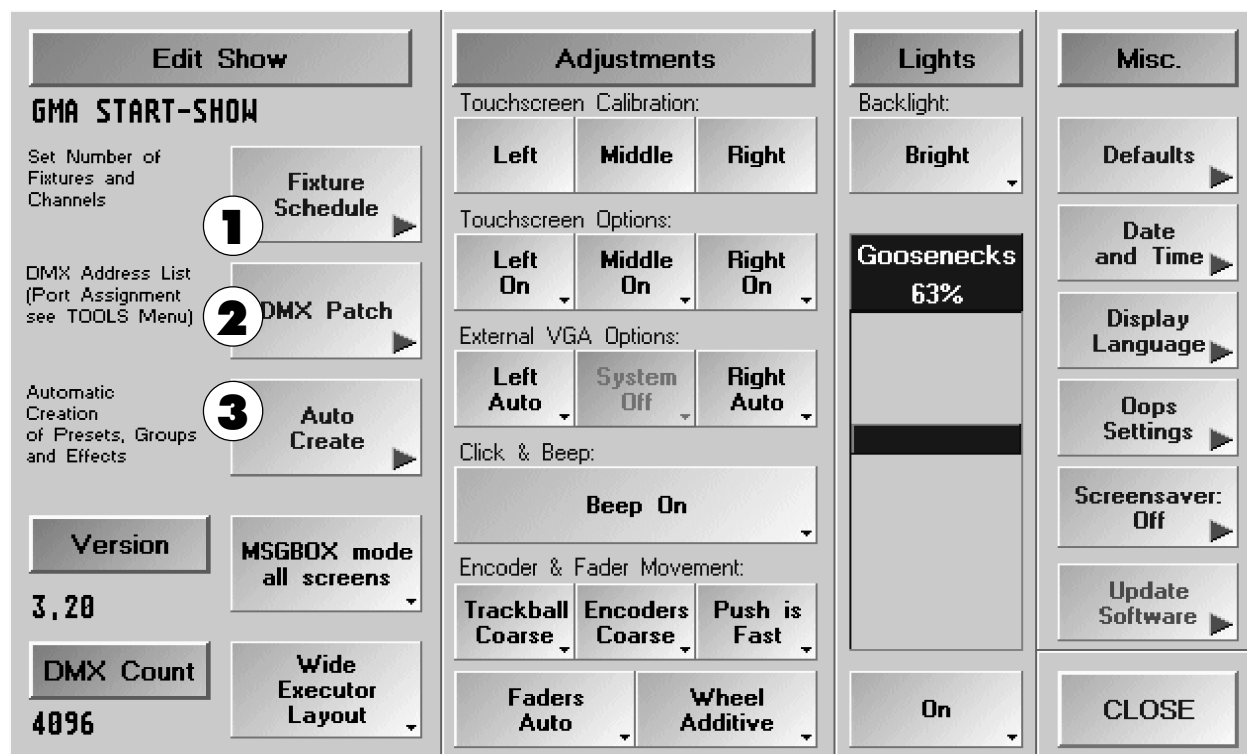 Edit Show
GMA START-SHOW
Set Number of
Fixtures and
Channels
1
Fixture
Schedule
DMX Address List
(Port Assignment
see TOOLS Menu)
2
DMX Patch
Automatic
Creation
of Presets, Groups
and Effects
3
Auto
Create
Version
3,20
MSGBOX mode
all screens
DMX Count
4096
Wide
Executor
Layout
Adjustments
Touchscreen Calibration:
Left
Middle
Right
Touchscreen Options:
Left
On
Middle
On
Right
On
External VGA Options:
Left
Auto
System
Off
Right
Auto
Click & Beep:
Beep On
Encoder & Fader Movement:
Trackball
Coarse
Encoders
Coarse
Push is
Fast
Faders
Auto
Wheel
Additive
Lights
Backlight:
Bright
Goosenecks
63%
On
Misc.
Defaults
Date
and Time
Display
Language
Oops
Settings
Screensaver:
Off
Update
Software
CLOSE